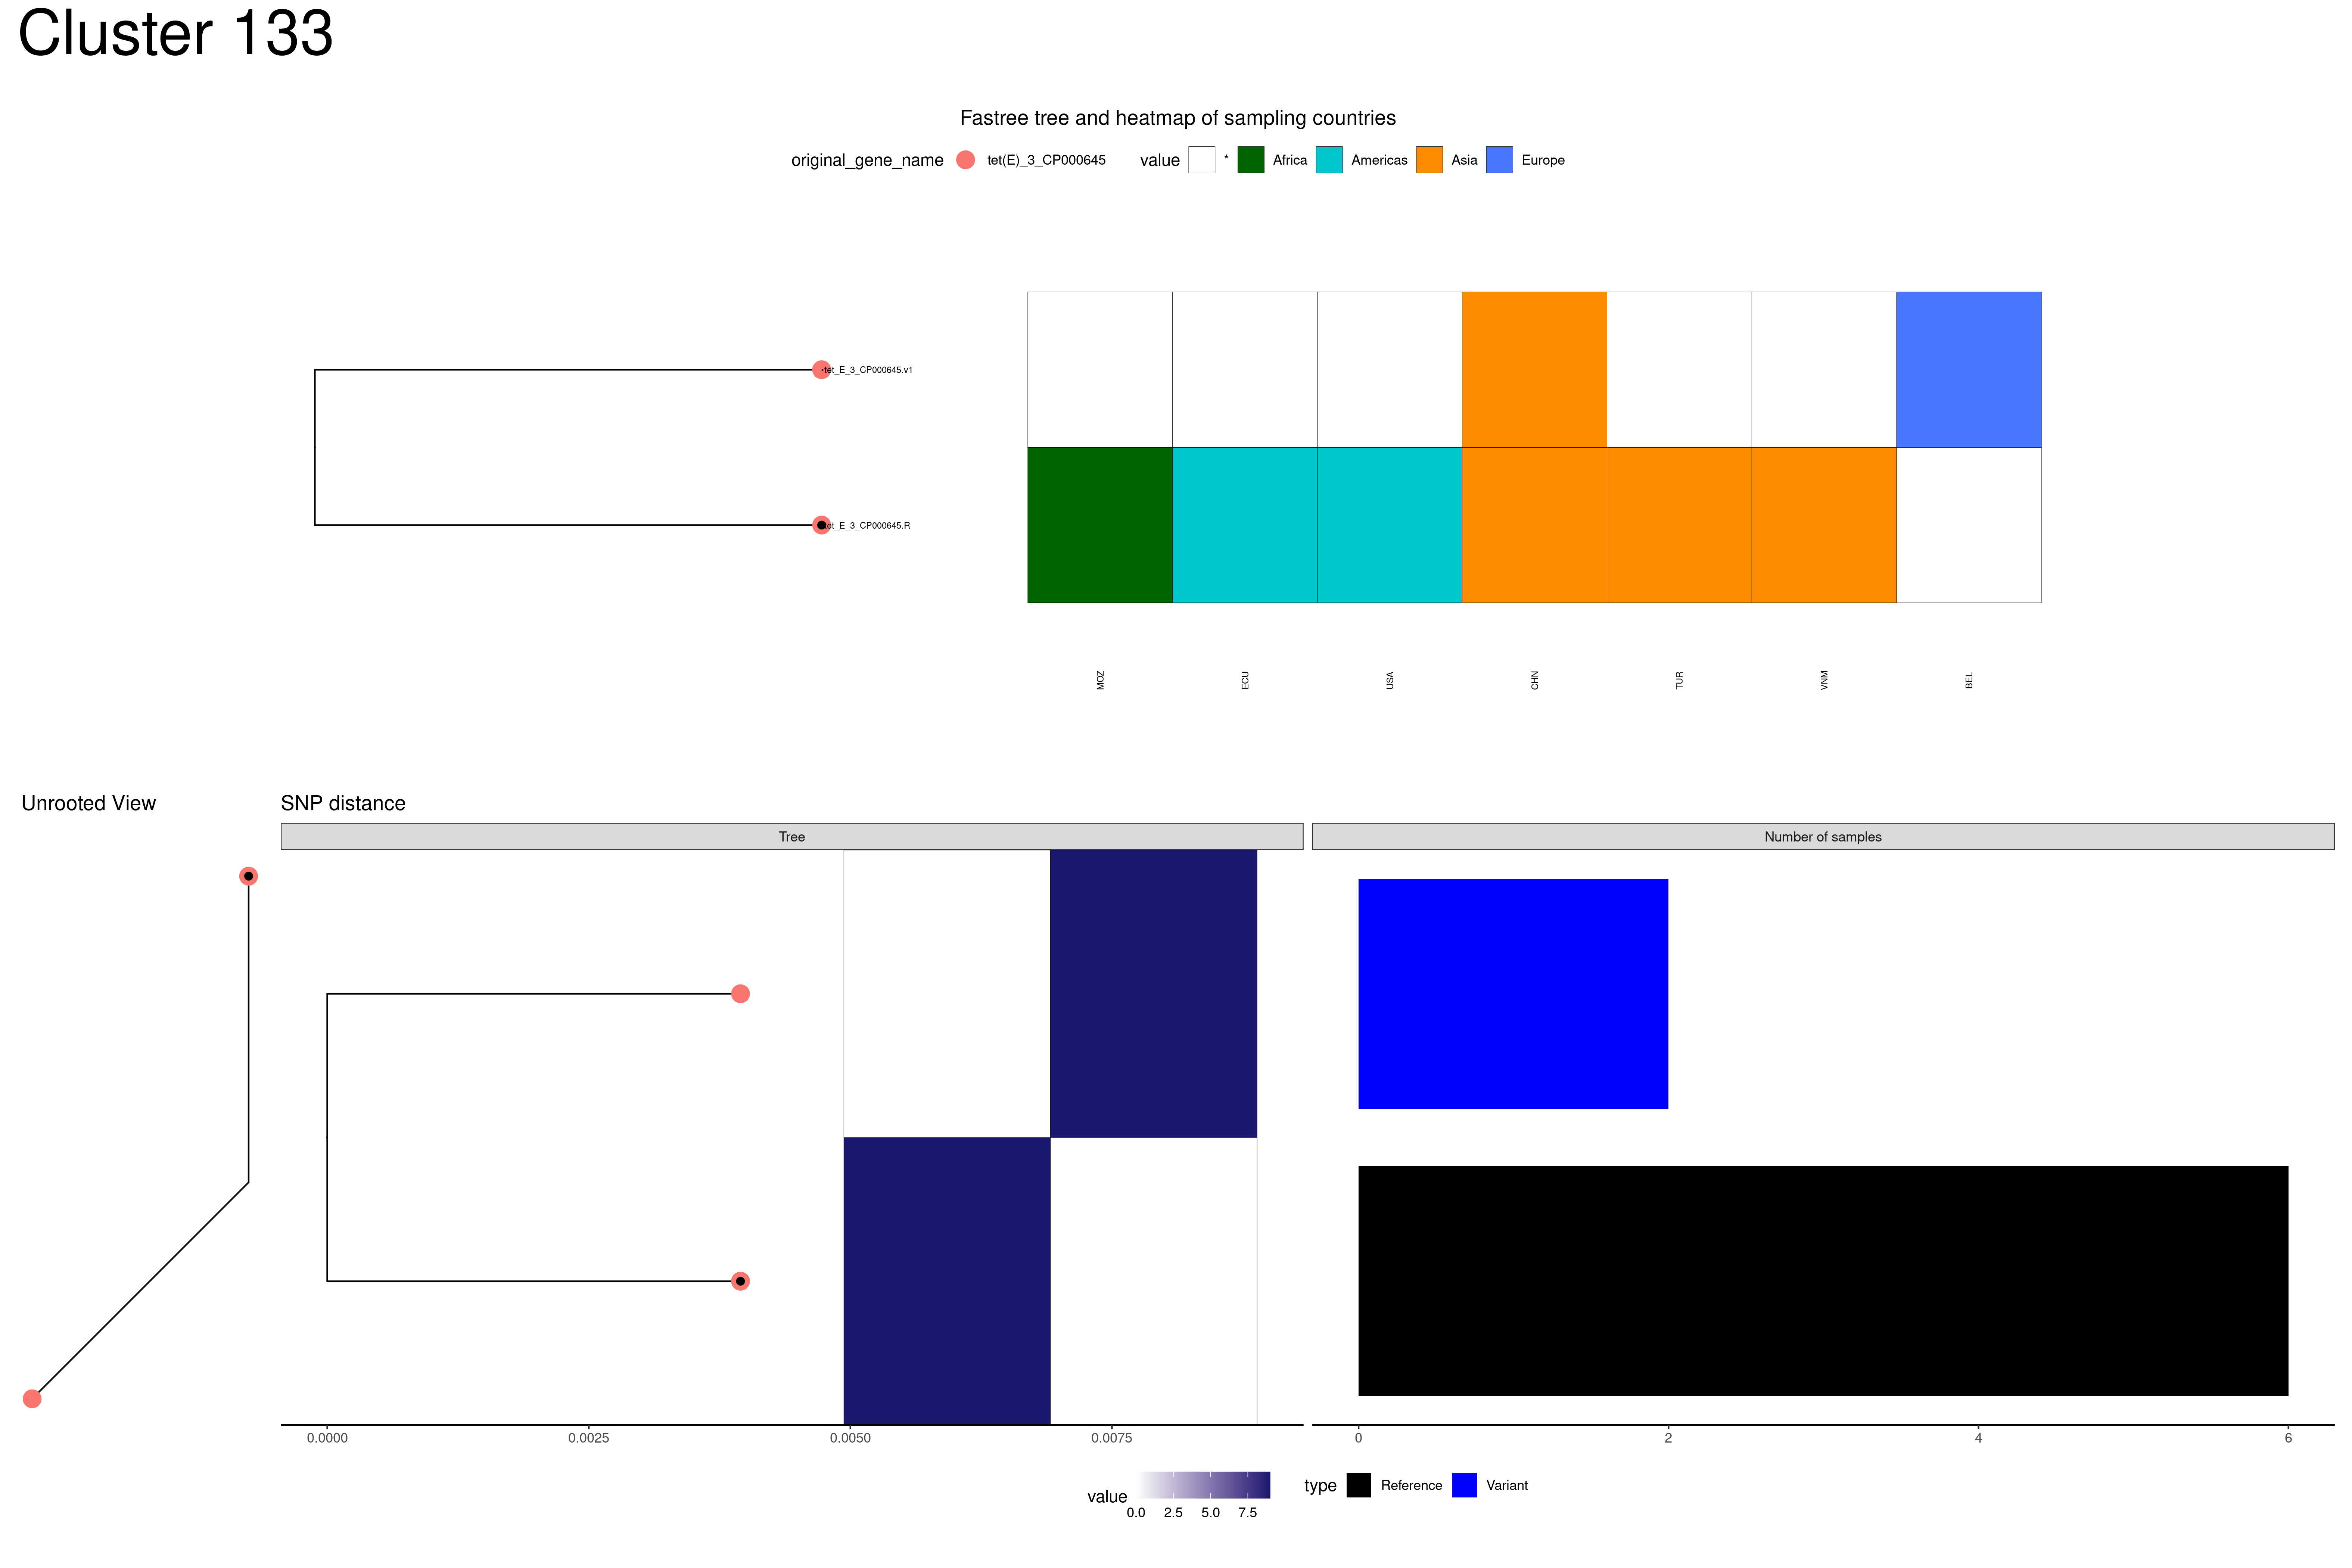 Cluster 133
Fastree tree and heatmap of sampling countries
original_gene_name tet(E)_3_CP000645 value * Africa Americas Asia Europe
tet_E_3_CP000645.v1
tet_E_3_CP000645.R
MOZ ECU USA CHN TUR VNM BEL
Unrooted View
SNP distance
Tree
Number of samples
0.0000 0.0025 0.0050 0.0075
0 2 4 6
value
0.0 2.5 5.0 7.5
type Reference Variant